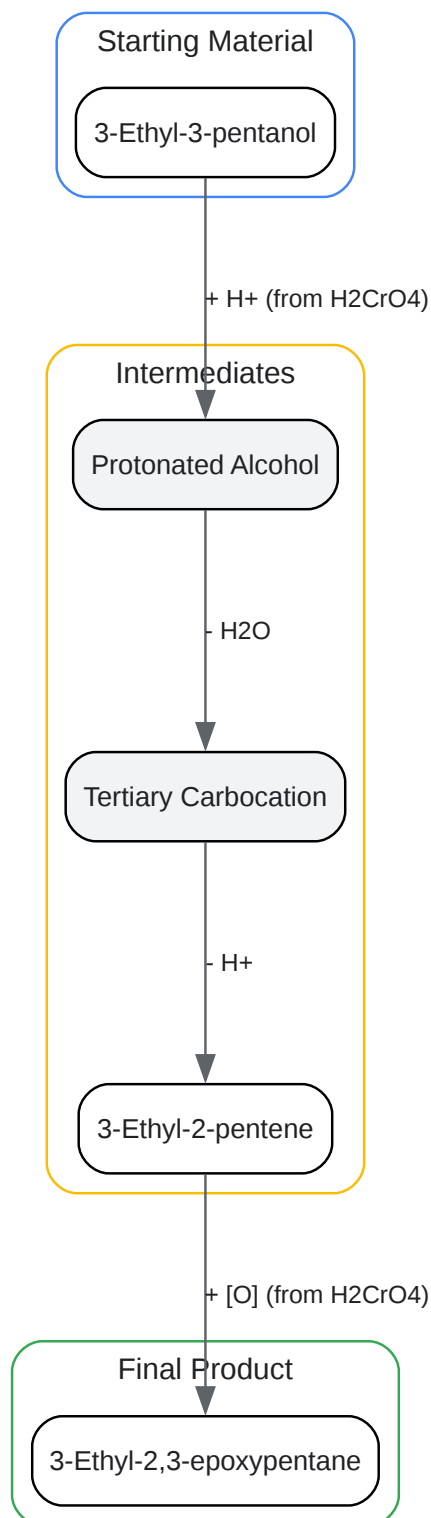 Starting Material
3-Ethyl-3-pentanol
+ H+ (from H2CrO4)
Intermediates
Protonated Alcohol
- H2O
Tertiary Carbocation
- H+
3-Ethyl-2-pentene
+ [O] (from H2CrO4)
Final Product
3-Ethyl-2,3-epoxypentane